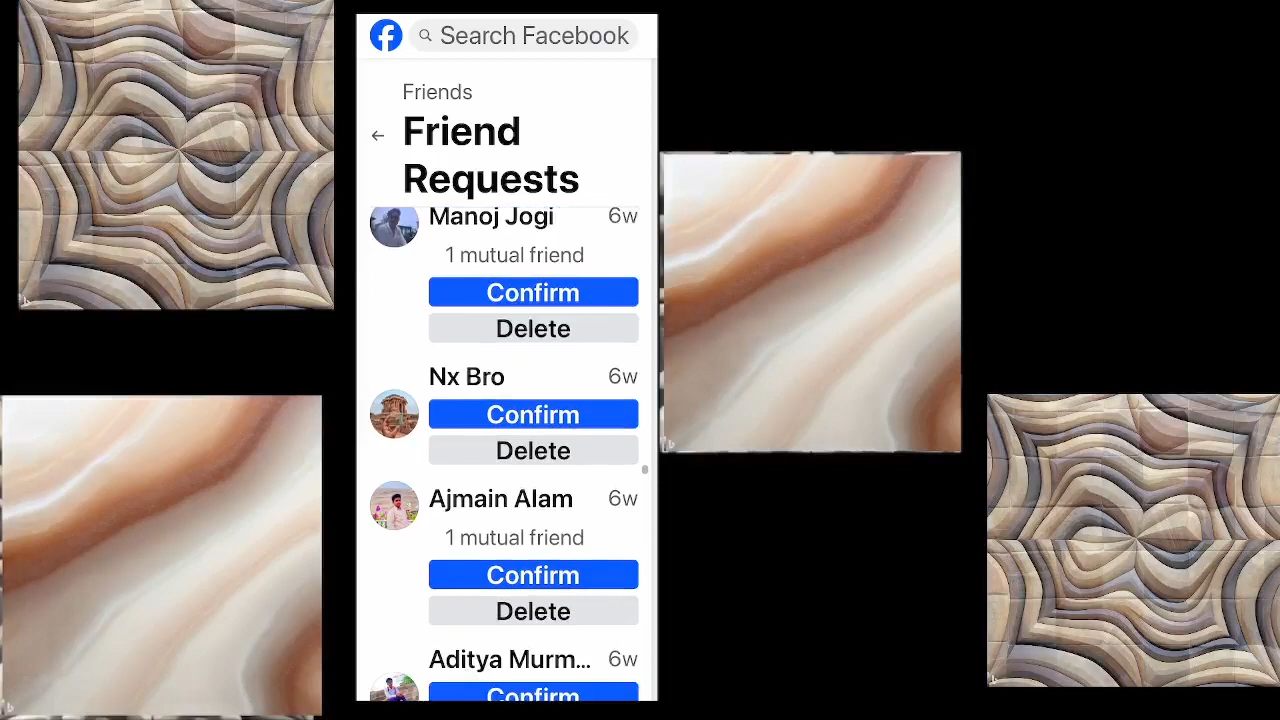 Search Facebook
Friends
Friend
Requests
Manoj Jogi 6w
1 mutual friend
Confirm
Delete
Nx Bro 6w
Confirm
Delete
Ajmain Alam 6w
1 mutual friend
Confirm
Delete
Aditya Murm... 6w
Confirm